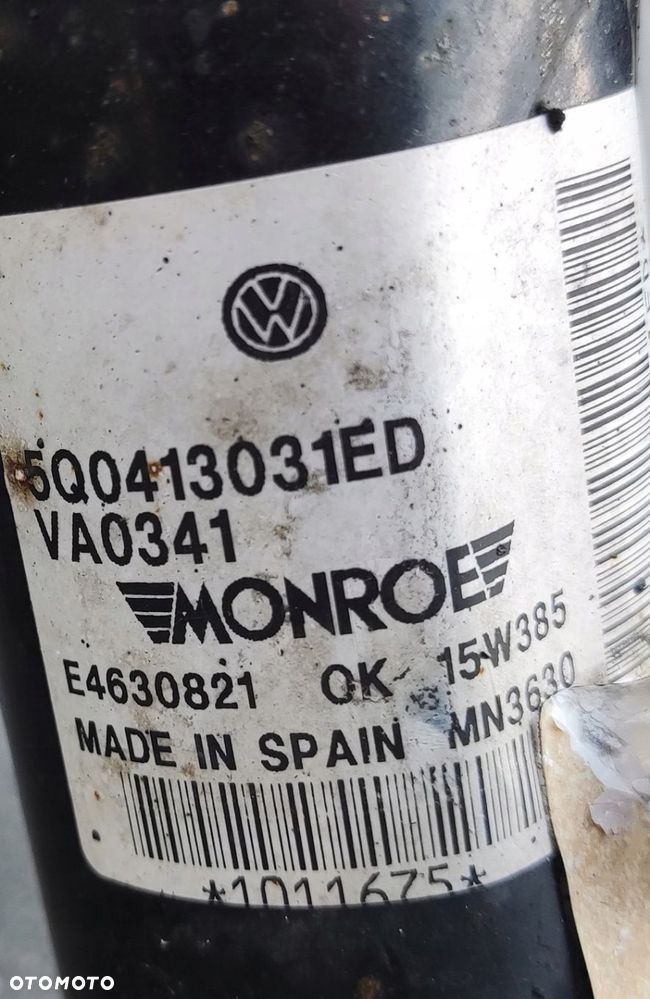 5Q0413031ED
VA0341
MONROE
E4630821 OK 15W385
MADE IN SPAIN MN3630
*1011675*
OTOMOTO